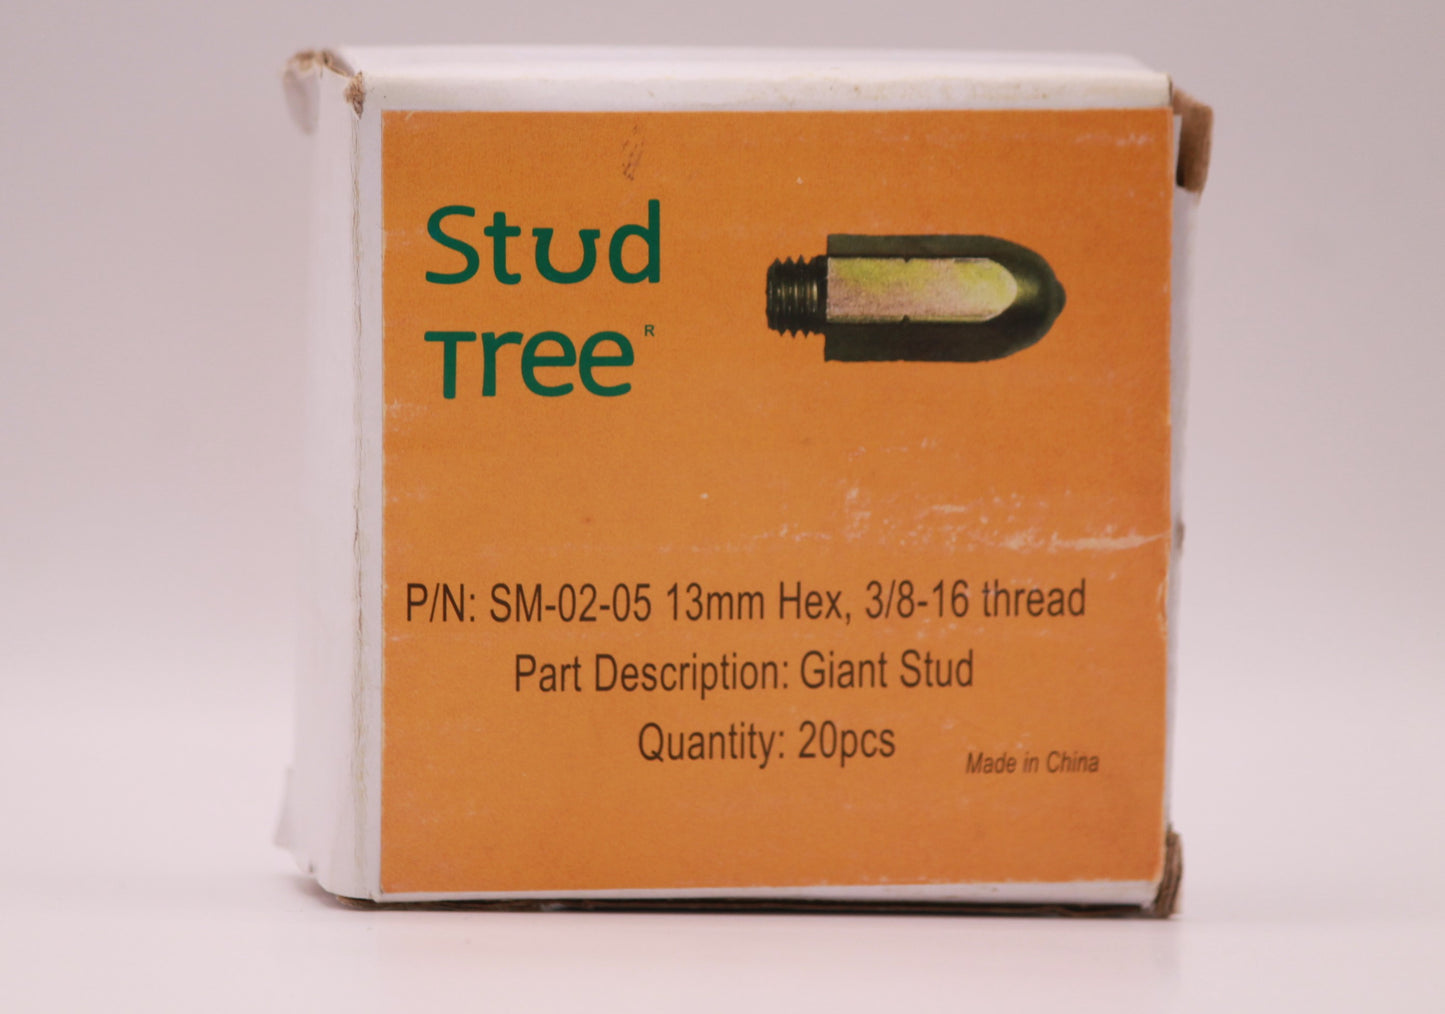 Stud
Tree R
P/N: SM-02-05 13mm Hex, 3/8-16 thread
Part Description: Giant Stud
Quantity: 20pcs
Made in China